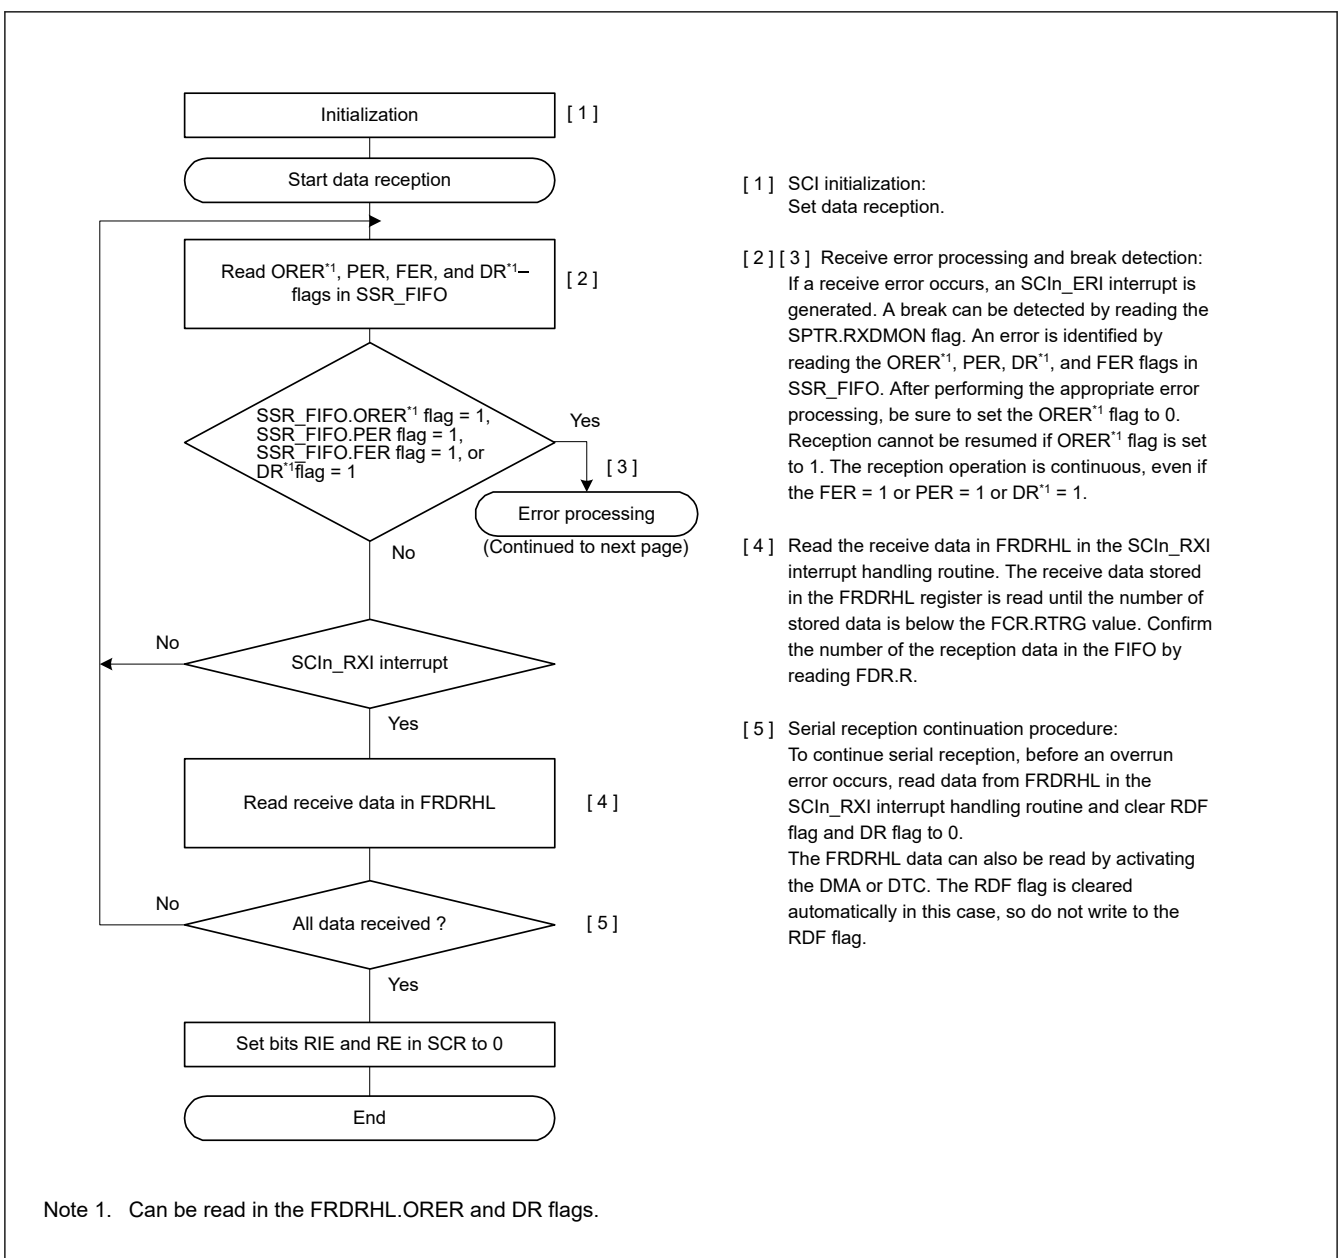 Initialization
[ 1 ]
Start data reception
Read ORER*1, PER, FER, and DR*1–
flags in SSR_FIFO
[ 2 ]
SSR_FIFO.ORER*1 flag = 1,
SSR_FIFO.PER flag = 1,
SSR_FIFO.FER flag = 1, or
DR*1flag = 1
Yes
[ 3 ]
Error processing
(Continued to next page)
No
No
SCIn_RXI interrupt
Yes
Read receive data in FRDRHL
[ 4 ]
No
All data received ?
[ 5 ]
Yes
Set bits RIE and RE in SCR to 0
End
[ 1 ] SCI initialization:
Set data reception.
[ 2 ] [ 3 ] Receive error processing and break detection:
If a receive error occurs, an SCIn_ERI interrupt is
generated. A break can be detected by reading the
SPTR.RXDMON flag. An error is identified by
reading the ORER*1, PER, DR*1, and FER flags in
SSR_FIFO. After performing the appropriate error
processing, be sure to set the ORER*1 flag to 0.
Reception cannot be resumed if ORER*1 flag is set
to 1. The reception operation is continuous, even if
the FER = 1 or PER = 1 or DR*1 = 1.
[ 4 ] Read the receive data in FRDRHL in the SCIn_RXI
interrupt handling routine. The receive data stored
in the FRDRHL register is read until the number of
stored data is below the FCR.RTRG value. Confirm
the number of the reception data in the FIFO by
reading FDR.R.
[ 5 ] Serial reception continuation procedure:
To continue serial reception, before an overrun
error occurs, read data from FRDRHL in the
SCIn_RXI interrupt handling routine and clear RDF
flag and DR flag to 0.
The FRDRHL data can also be read by activating
the DMA or DTC. The RDF flag is cleared
automatically in this case, so do not write to the
RDF flag.
Note 1. Can be read in the FRDRHL.ORER and DR flags.